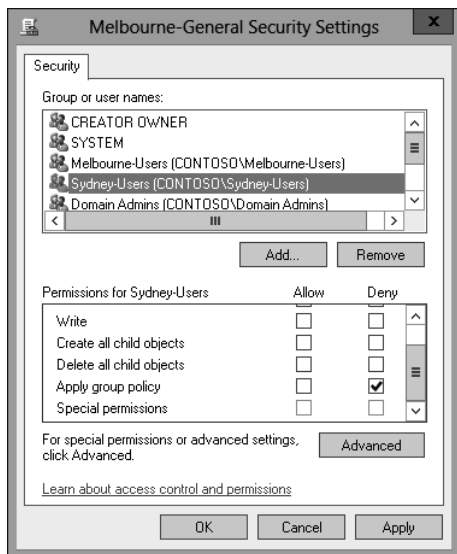 Melbourne-General Security Settings
x
Security
Group or user names:
CREATOR OWNER
SYSTEM
Melbourne-Users (CONTOSO\Melbourne-Users)
Sydney-Users (CONTOSO\Sydney-Users)
Domain Admins (CONTOSO\Domain Admins)
Add... Remove
Permissions for Sydney-Users Allow Deny
Write
Create all child objects
Delete all child objects
Apply group policy
Special permissions
For special permissions or advanced settings, Advanced
click Advanced.
Learn about access control and permissions
OK Cancel Apply